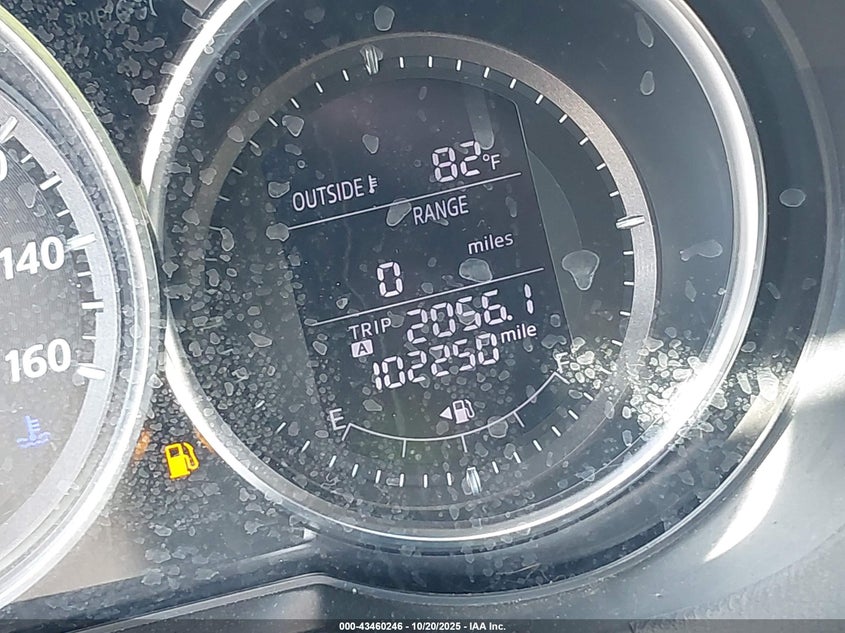 TRIP
OUTSIDE 82°F
RANGE
0 miles
TRIP A 2056.1
102250 mile
E F
140
160
000-43460246 - 10/20/2025 - IAA Inc.